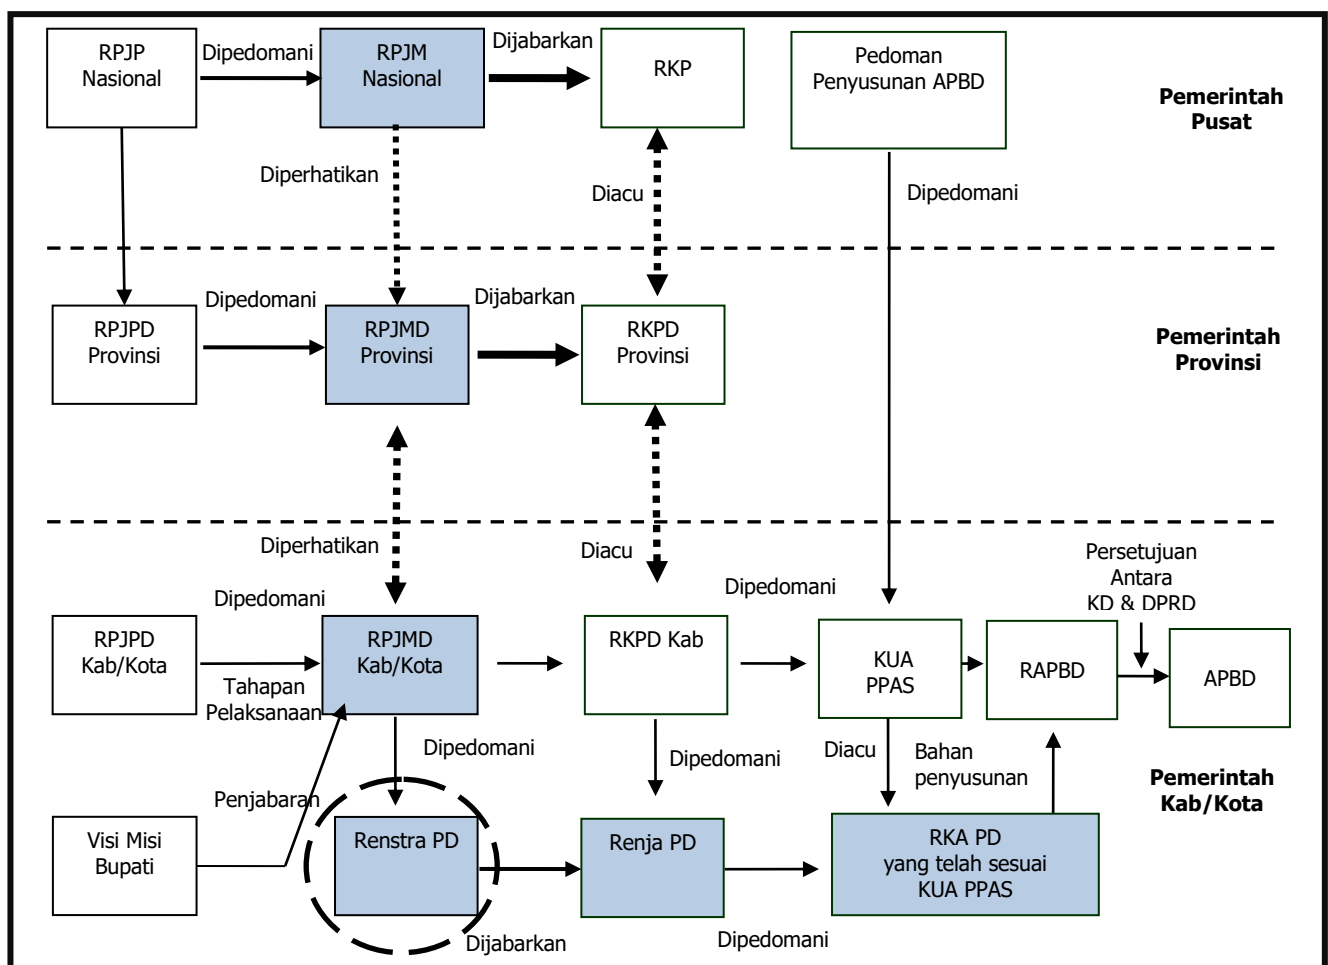 RPJP
Nasional
Dipedomani
RPJM
Nasional
Dijabarkan
RKP
Pedoman
Penyusunan APBD
Pemerintah
Pusat
Diperhatikan
Diacu
Dipedomani
RPJPD
Provinsi
Dipedomani
RPJMD
Provinsi
Dijabarkan
RKPD
Provinsi
Pemerintah
Provinsi
Diperhatikan
Diacu
Dipedomani
Persetujuan
Antara
KD & DPRD
Dipedomani
RPJPD
Kab/Kota
Tahapan
Pelaksanaan
RPJMD
Kab/Kota
RKPD Kab
KUA
PPAS
RAPBD
APBD
Dipedomani
Dipedomani
Diacu
Bahan
penyusunan
Pemerintah
Kab/Kota
Penjabaran
Visi Misi
Bupati
Renstra PD
Renja PD
RKA PD
yang telah sesuai
KUA PPAS
Dijabarkan
Dipedomani